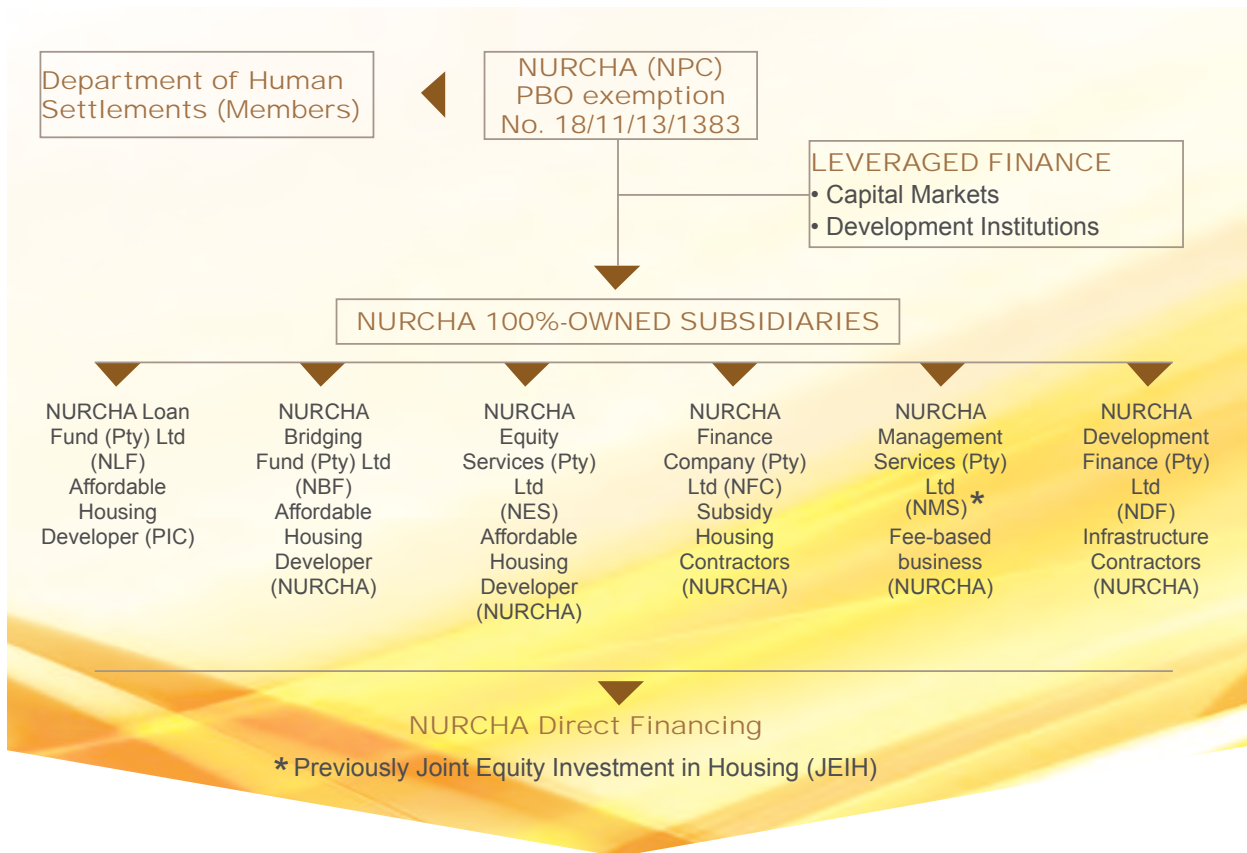 Department of Human
Settlements (Members)
NURCHA (NPC)
PBO exemption
No. 18/11/13/1383
LEVERAGED FINANCE
• Capital Markets
• Development Institutions
NURCHA 100%-OWNED SUBSIDIARIES
NURCHA Loan
Fund (Pty) Ltd
(NLF)
Affordable
Housing
Developer (PIC)
NURCHA
Bridging
Fund (Pty) Ltd
(NBF)
Affordable
Housing
Developer
(NURCHA)
NURCHA
Equity
Services (Pty)
Ltd
(NES)
Affordable
Housing
Developer
(NURCHA)
NURCHA
Finance
Company (Pty)
Ltd (NFC)
Subsidy
Housing
Contractors
(NURCHA)
NURCHA
Management
Services (Pty)
Ltd
(NMS) *
Fee-based
business
(NURCHA)
NURCHA
Development
Finance (Pty)
Ltd
(NDF)
Infrastructure
Contractors
(NURCHA)
NURCHA Direct Financing
* Previously Joint Equity Investment in Housing (JEIH)